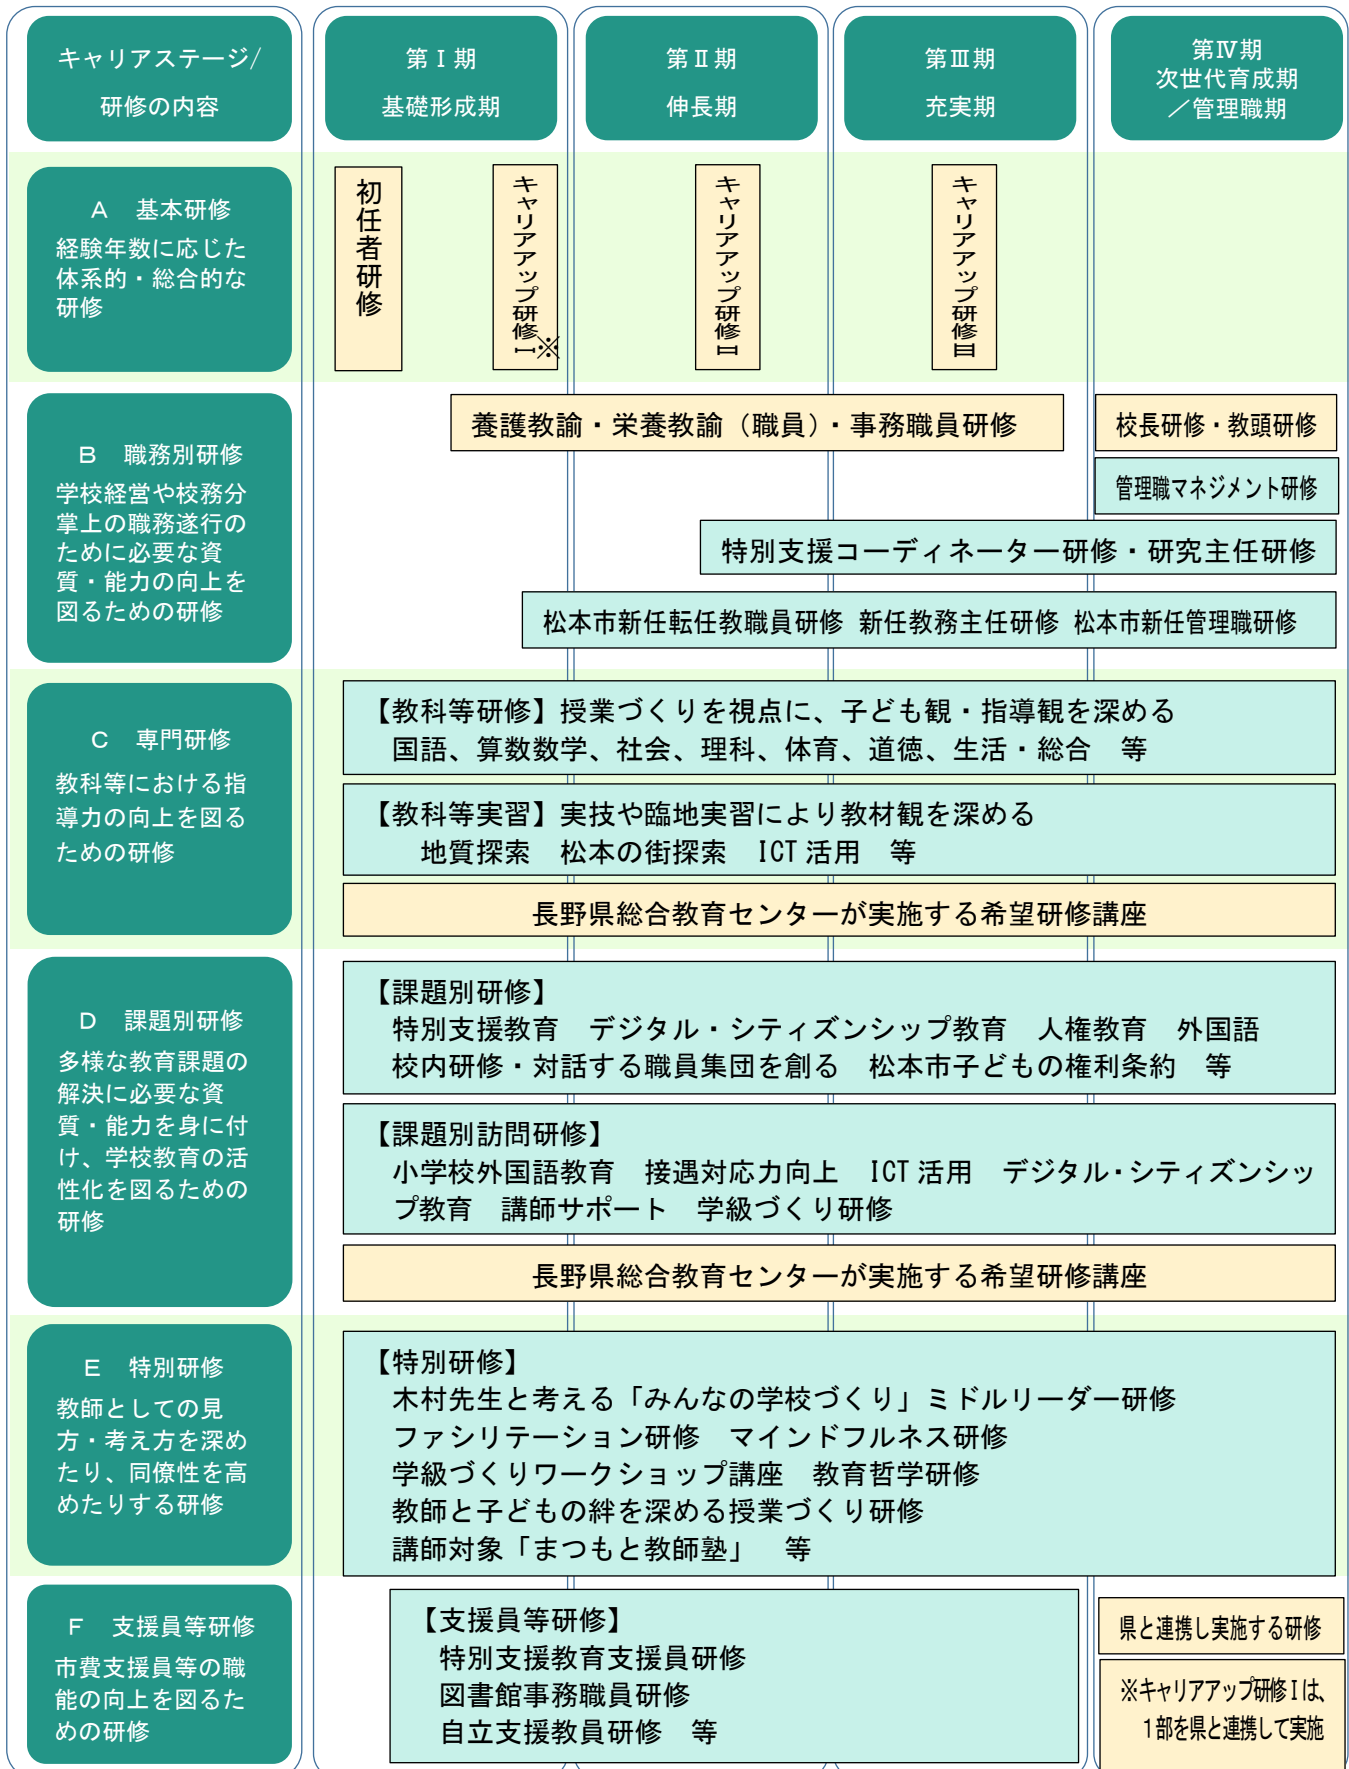 キャリアステージ/
研修の内容
第Ⅰ期
基礎形成期
第Ⅱ期
伸長期
第Ⅲ期
充実期
第Ⅳ期
次世代育成期
／管理職期
A　基本研修
経験年数に応じた
体系的・総合的な
研修
初任者研修
キャリアアップ研修Ⅰ※
キャリアアップ研修Ⅱ
キャリアアップ研修Ⅲ
B　職務別研修
学校経営や校務分
掌上の職務遂行の
ために必要な資
質・能力の向上を
図るための研修
養護教諭・栄養教諭（職員）・事務職員研修
校長研修・教頭研修
管理職マネジメント研修
特別支援コーディネーター研修・研究主任研修
松本市新任転任教職員研修 新任教務主任研修 松本市新任管理職研修
C　専門研修
教科等における指
導力の向上を図る
ための研修
【教科等研修】授業づくりを視点に、子ども観・指導観を深める
国語、算数数学、社会、理科、体育、道徳、生活・総合　等
【教科等実習】実技や臨地実習により教材観を深める
地質探索　松本の街探索　ICT 活用　等
長野県総合教育センターが実施する希望研修講座
D　課題別研修
多様な教育課題の
解決に必要な資
質・能力を身に付
け、学校教育の活
性化を図るための
研修
【課題別研修】
特別支援教育　デジタル・シティズンシップ教育　人権教育　外国語
校内研修・対話する職員集団を創る　松本市子どもの権利条約　等
【課題別訪問研修】
小学校外国語教育　接遇対応力向上　ICT 活用　デジタル・シティズンシッ
プ教育　講師サポート　学級づくり研修
長野県総合教育センターが実施する希望研修講座
E　特別研修
教師としての見
方・考え方を深め
たり、同僚性を高
めたりする研修
【特別研修】
木村先生と考える「みんなの学校づくり」ミドルリーダー研修
ファシリテーション研修　マインドフルネス研修
学級づくりワークショップ講座　教育哲学研修
教師と子どもの絆を深める授業づくり研修
講師対象「まつもと教師塾」　等
F　支援員等研修
市費支援員等の職
能の向上を図るた
めの研修
【支援員等研修】
特別支援教育支援員研修
図書館事務職員研修
自立支援教員研修　等
県と連携し実施する研修
※キャリアアップ研修Ⅰは、
1部を県と連携して実施